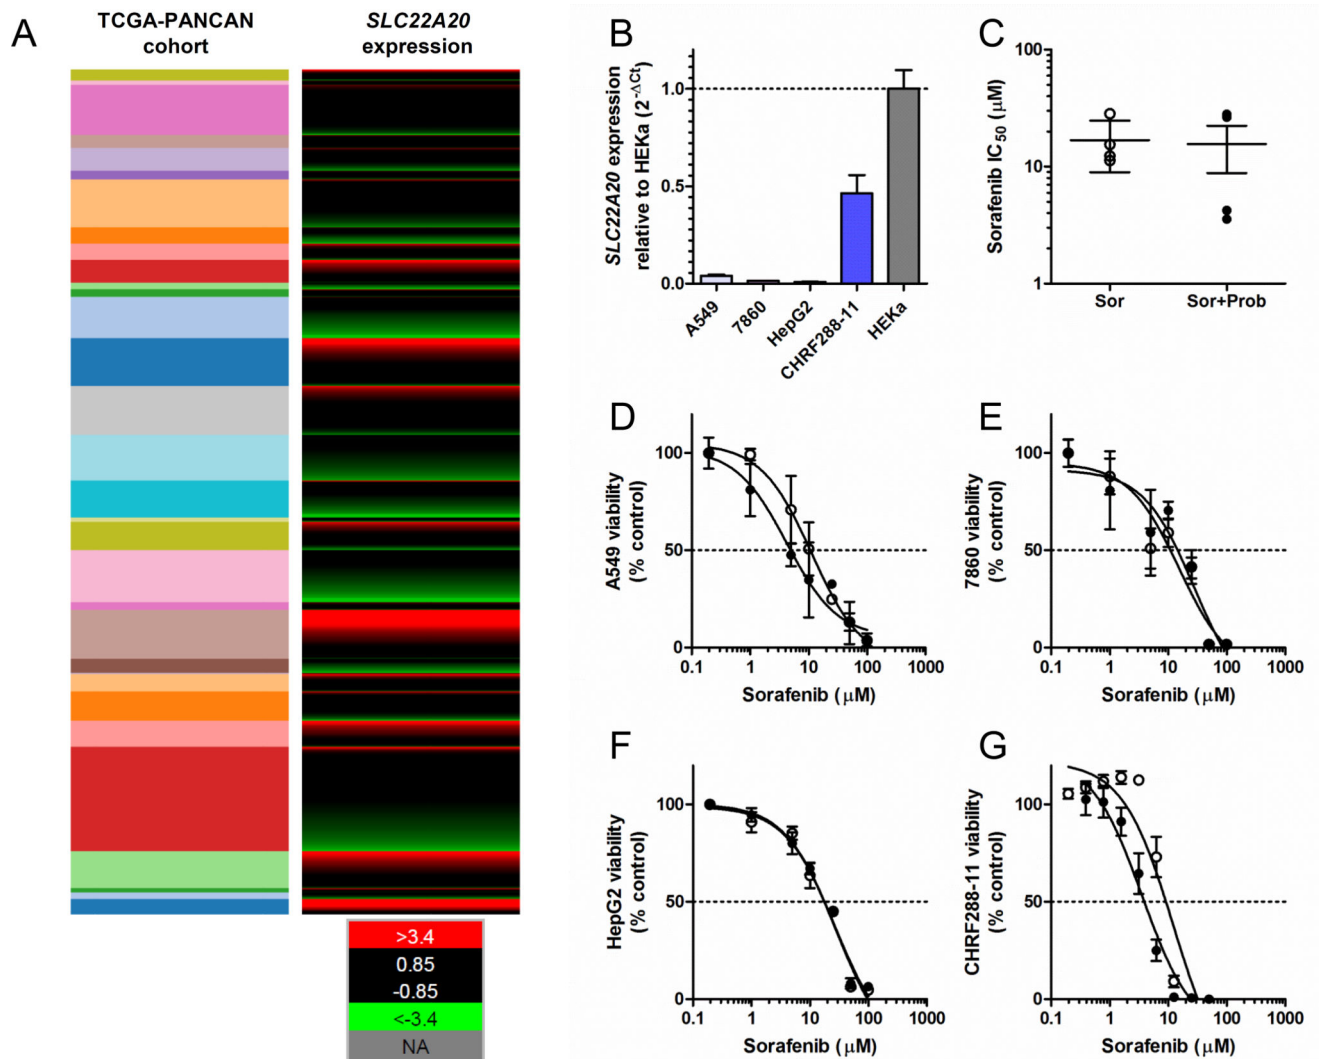 A
TCGA-PANCAN
cohort
SLC22A20
expression
>3.4
0.85
-0.85
<-3.4
NA
B
SLC22A20 expression
relative to HEKa (2^-ΔCt)
1.0
0.5
0.0
A549
7860
HepG2
CHRF288-11
HEKa
C
Sorafenib IC50 (μM)
100
10
1
Sor
Sor+Prob
D
A549 viability
(% control)
100
50
0
0.1
1
10
100
1000
Sorafenib (μM)
E
7860 viability
(% control)
100
50
0
0.1
1
10
100
1000
Sorafenib (μM)
F
HepG2 viability
(% control)
100
50
0
0.1
1
10
100
1000
Sorafenib (μM)
G
CHRF288-11 viability
(% control)
100
50
0
0.1
1
10
100
1000
Sorafenib (μM)